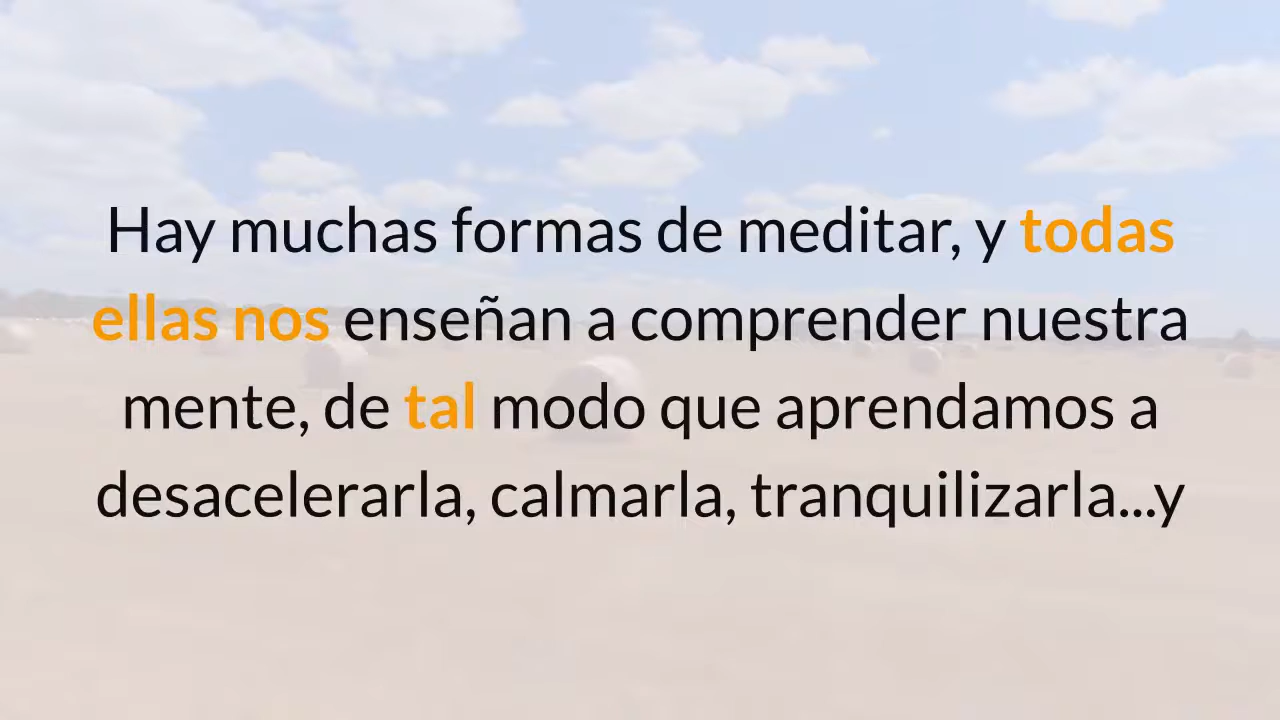 Hay muchas formas de meditar, y todas
ellas nos enseñan a comprender nuestra
mente, de tal modo que aprendamos a
desacelerarla, calmarla, tranquilizarla...y